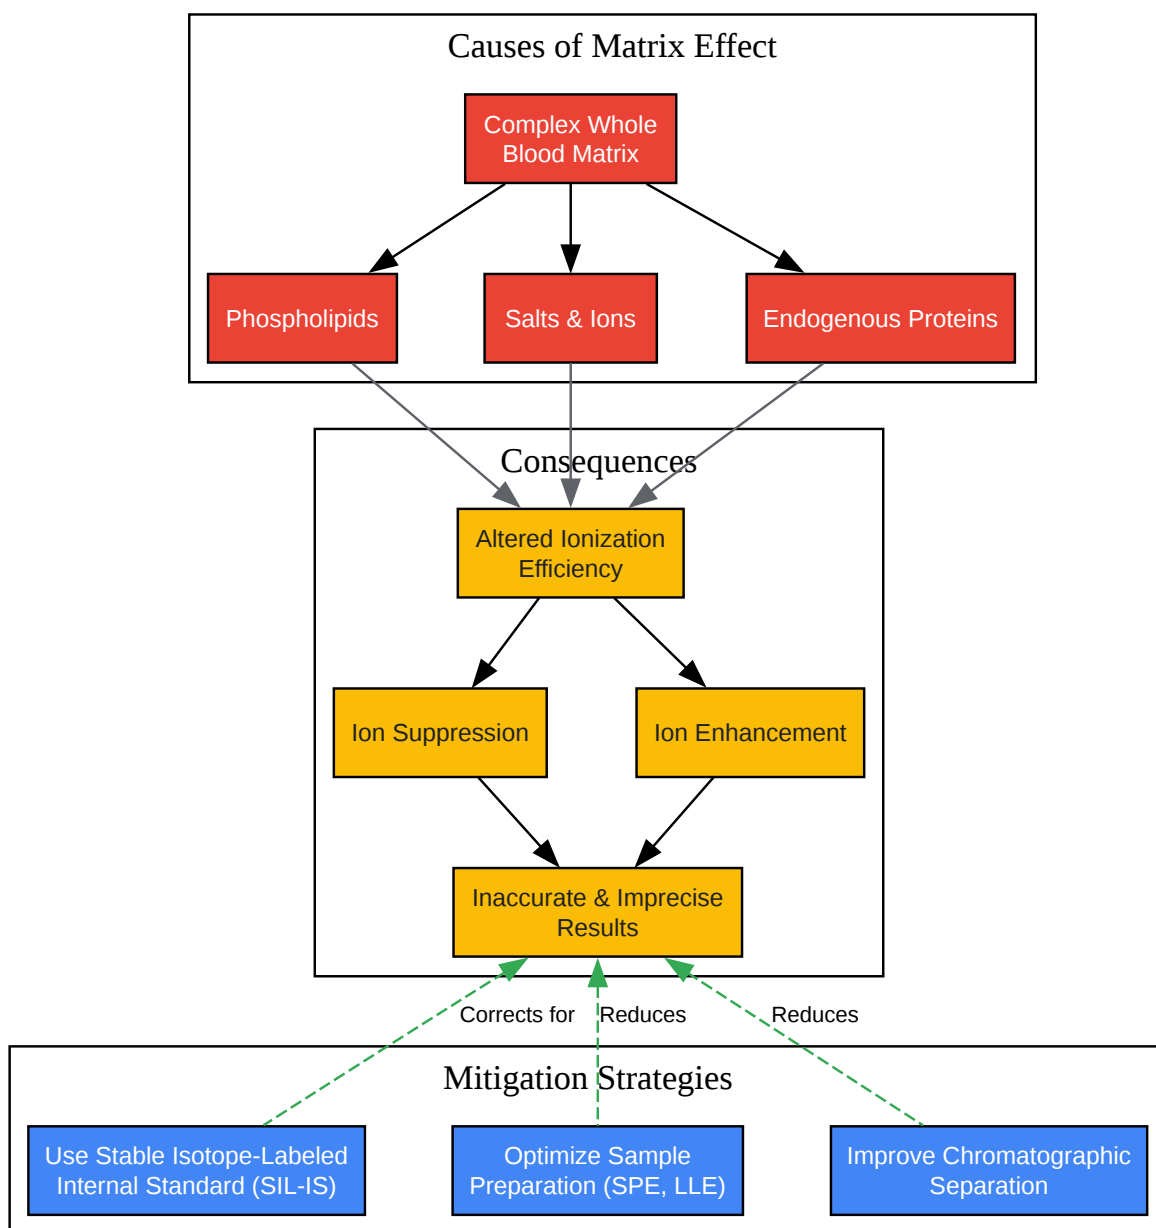 Causes of Matrix Effect
Complex Whole
Blood Matrix
Phospholipids
Salts & Ions
Endogenous Proteins
Consequences
Altered Ionization
Efficiency
Ion Suppression
Ion Enhancement
Inaccurate & Imprecise
Results
Corrects for
Reduces
Reduces
Mitigation Strategies
Use Stable Isotope-Labeled
Internal Standard (SIL-IS)
Optimize Sample
Preparation (SPE, LLE)
Improve Chromatographic
Separation